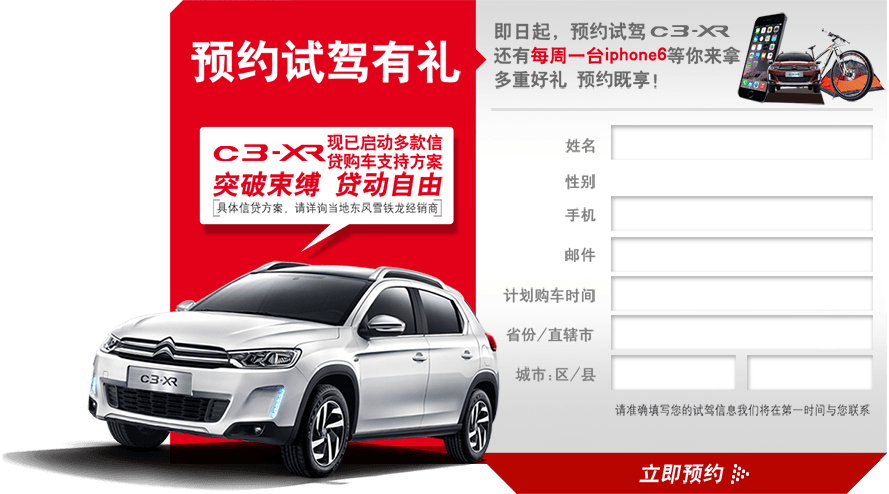 预约试驾有礼
C3-XR 现已启动多款信
贷购车支持方案
突破束缚 贷动自由
[具体信贷方案，请详询当地东风雪铁龙经销商]
C3-XR
即日起，预约试驾C3-XR
还有每周一台iphone6等你来拿
多重好礼 预约既享！
姓名
性别
手机
邮件
计划购车时间
省份/直辖市
城市:区/县
请准确填写您的试驾信息我们将在第一时间与您联系
立即预约